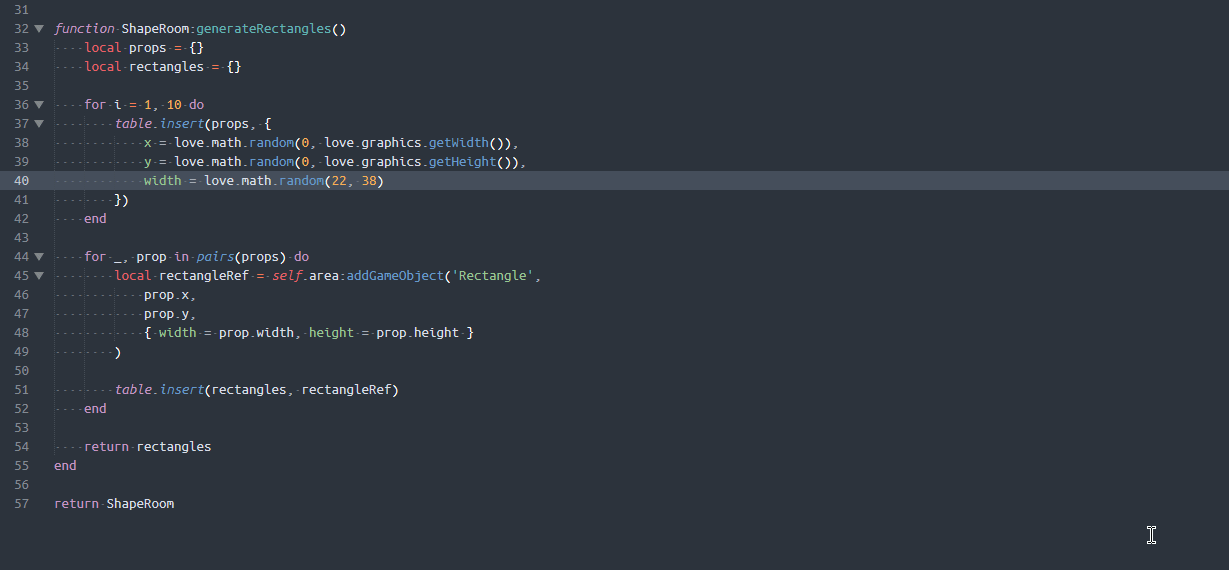 31
32 function ShapeRoom:generateRectangles()
33     local props = {}
34     local rectangles = {}
35
36     for i = 1, 10 do
37         table.insert(props, {
38             x = love.math.random(0, love.graphics.getWidth()),
39             y = love.math.random(0, love.graphics.getHeight()),
40             width = love.math.random(22, 38)
41         })
42     end
43
44     for _, prop in pairs(props) do
45         local rectangleRef = self.area:addGameObject('Rectangle',
46             prop.x,
47             prop.y,
48             { width = prop.width, height = prop.height }
49         )
50
51         table.insert(rectangles, rectangleRef)
52     end
53
54     return rectangles
55 end
56
57 return ShapeRoom